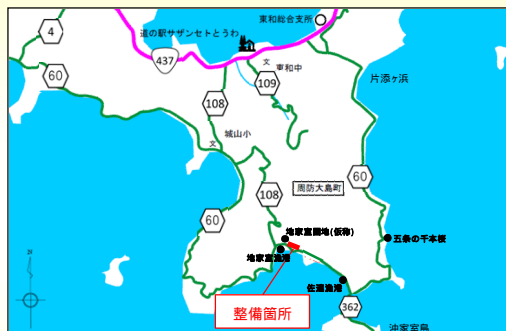 東和総合支所
道の駅サザンセトとうわ
4
437
文
東和中
片添ヶ浜
60
109
108
城山小
文
60
108
周防大島町
60
地家室園地(仮称)
五条の千本桜
地家室漁港
佐連漁港
整備箇所
362
沖家室島